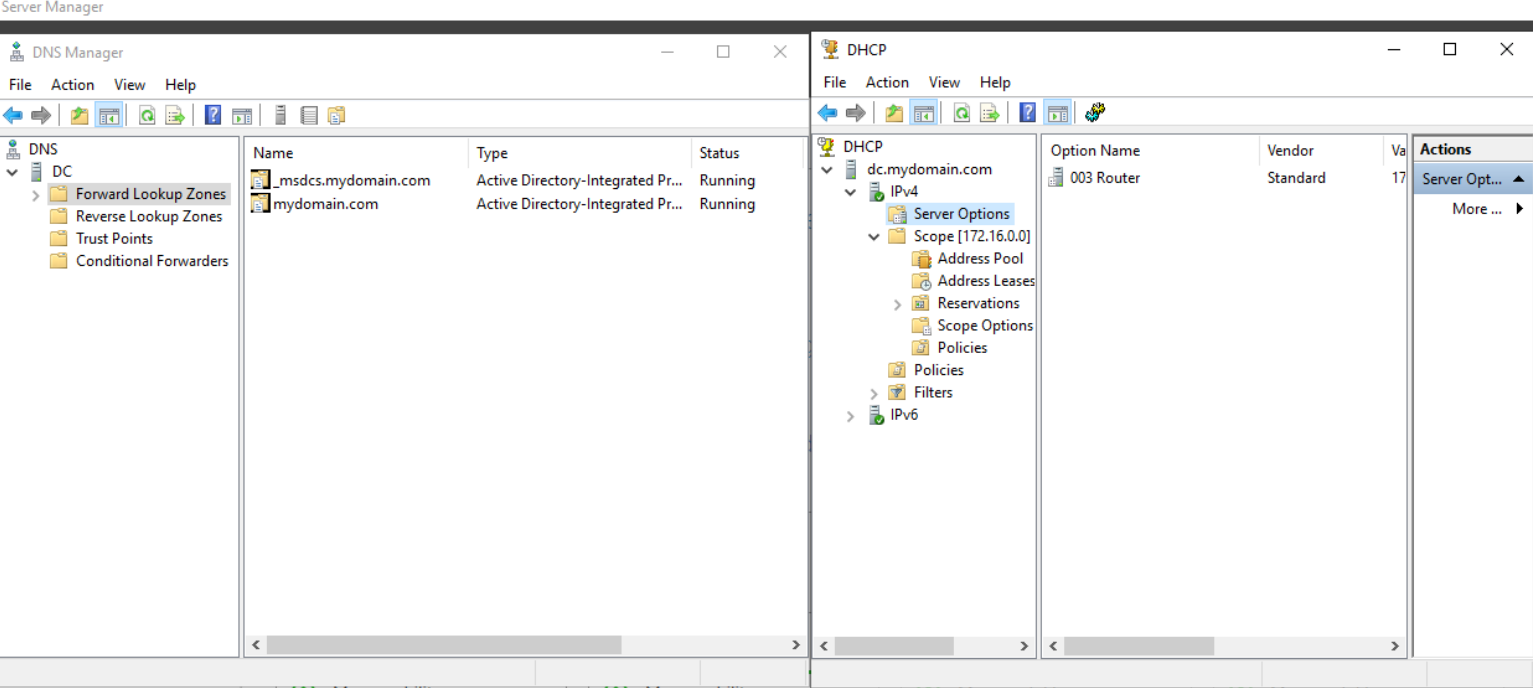 Server Manager
DNS Manager
File Action View Help
DNS
DC
Forward Lookup Zones
Reverse Lookup Zones
Trust Points
Conditional Forwarders
Name Type Status
_msdcs.mydomain.com Active Directory-Integrated Pr... Running
mydomain.com Active Directory-Integrated Pr... Running
DHCP
File Action View Help
DHCP
dc.mydomain.com
IPv4
Server Options
Scope [172.16.0.0]
Address Pool
Address Leases
Reservations
Scope Options
Policies
Policies
Filters
IPv6
Option Name Vendor Va
003 Router Standard 17
Actions
Server Opt...
More ...